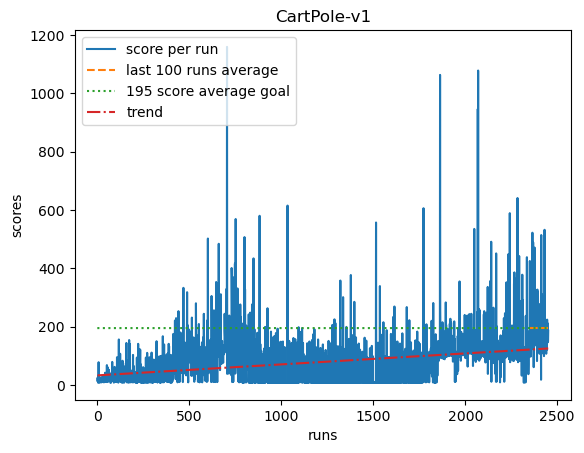 CartPole-v1
1200
1000
800
600
400
200
0
scores
score per run
last 100 runs average
195 score average goal
trend
0 500 1000 1500 2000 2500
runs